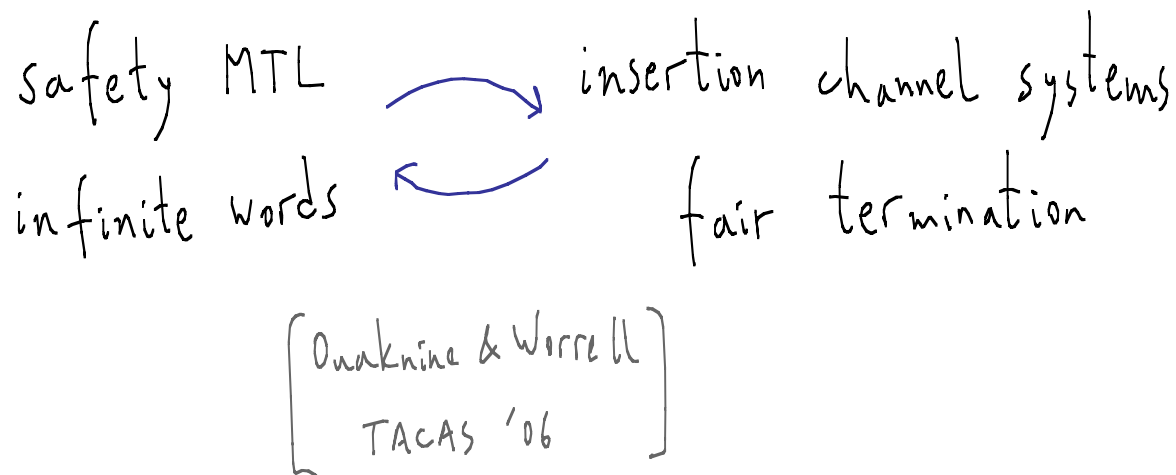 safety MTL
insertion channel systems
infinite words
fair termination
[Ouaknine & Worrell
TACAS '06]